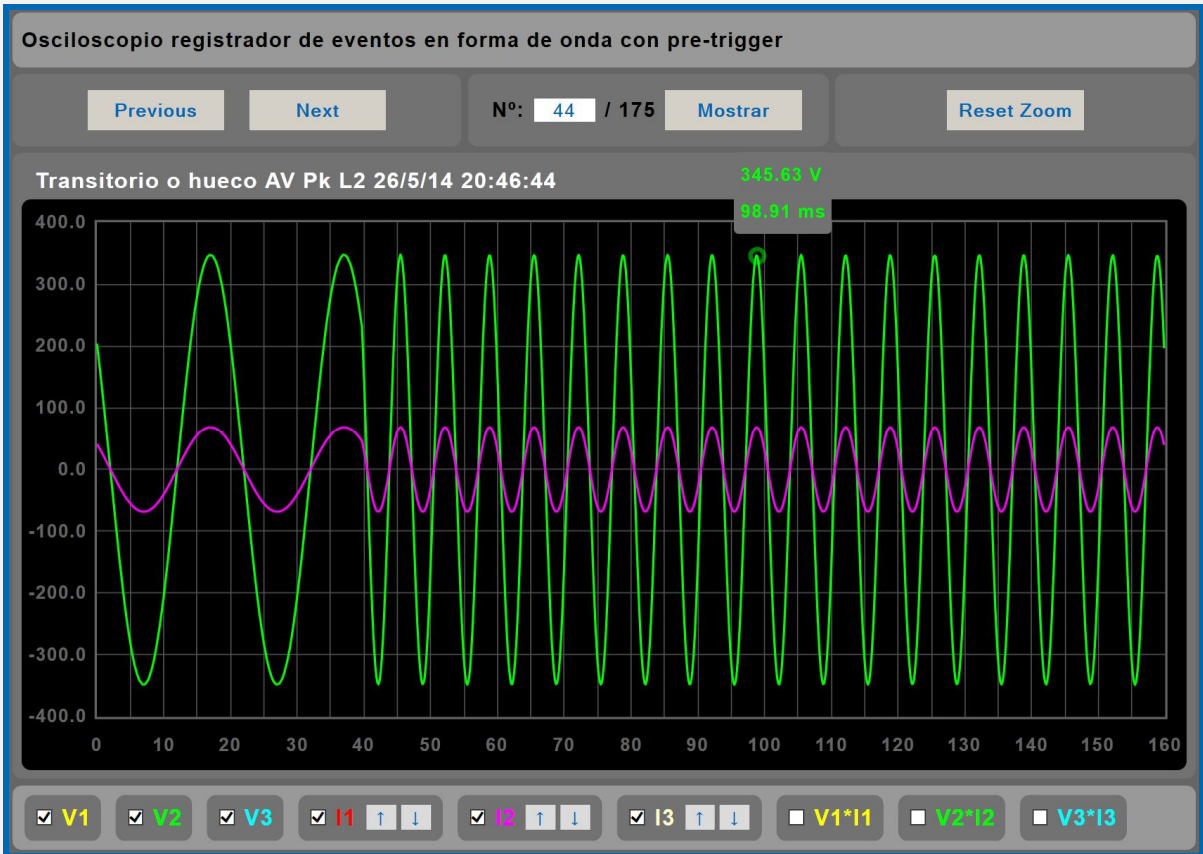 Osciloscopio registrador de eventos en forma de onda con pre-trigger
Previous Next Nº: 44 / 175 Mostrar Reset Zoom
Transitorio o hueco AV Pk L2 26/5/14 20:46:44
345.63 V
98.91 ms
400.0
300.0
200.0
100.0
0.0
-100.0
-200.0
-300.0
-400.0
0 10 20 30 40 50 60 70 80 90 100 110 120 130 140 150 160
V1 V2 V3 I1 ↑ ↓ I2 ↑ ↓ I3 ↑ ↓ V1*I1 V2*I2 V3*I3